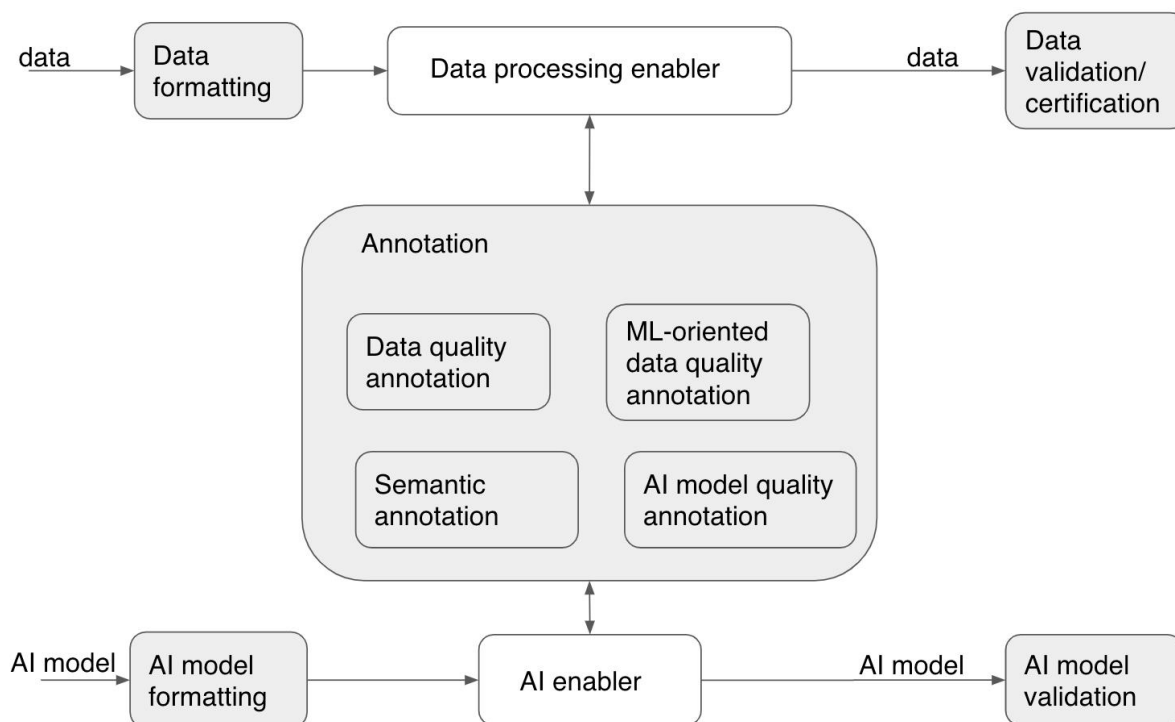 data
Data
formatting
Data processing enabler
data
Data
validation/
certification
Annotation
Data quality
annotation
ML-oriented
data quality
annotation
Semantic
annotation
AI model quality
annotation
AI model
AI model
formatting
AI enabler
AI model
AI model
validation